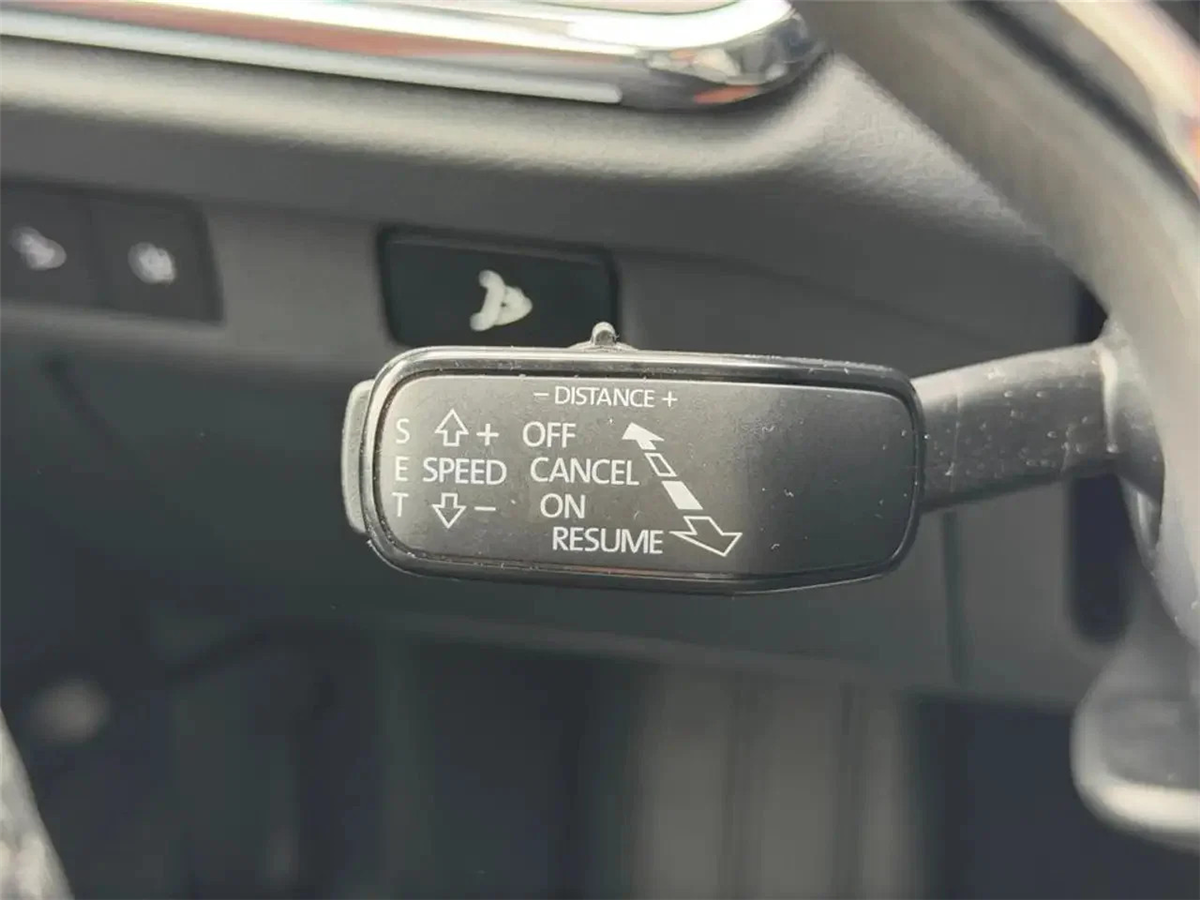 − DISTANCE +
S + OFF
E SPEED CANCEL
T − ON
RESUME